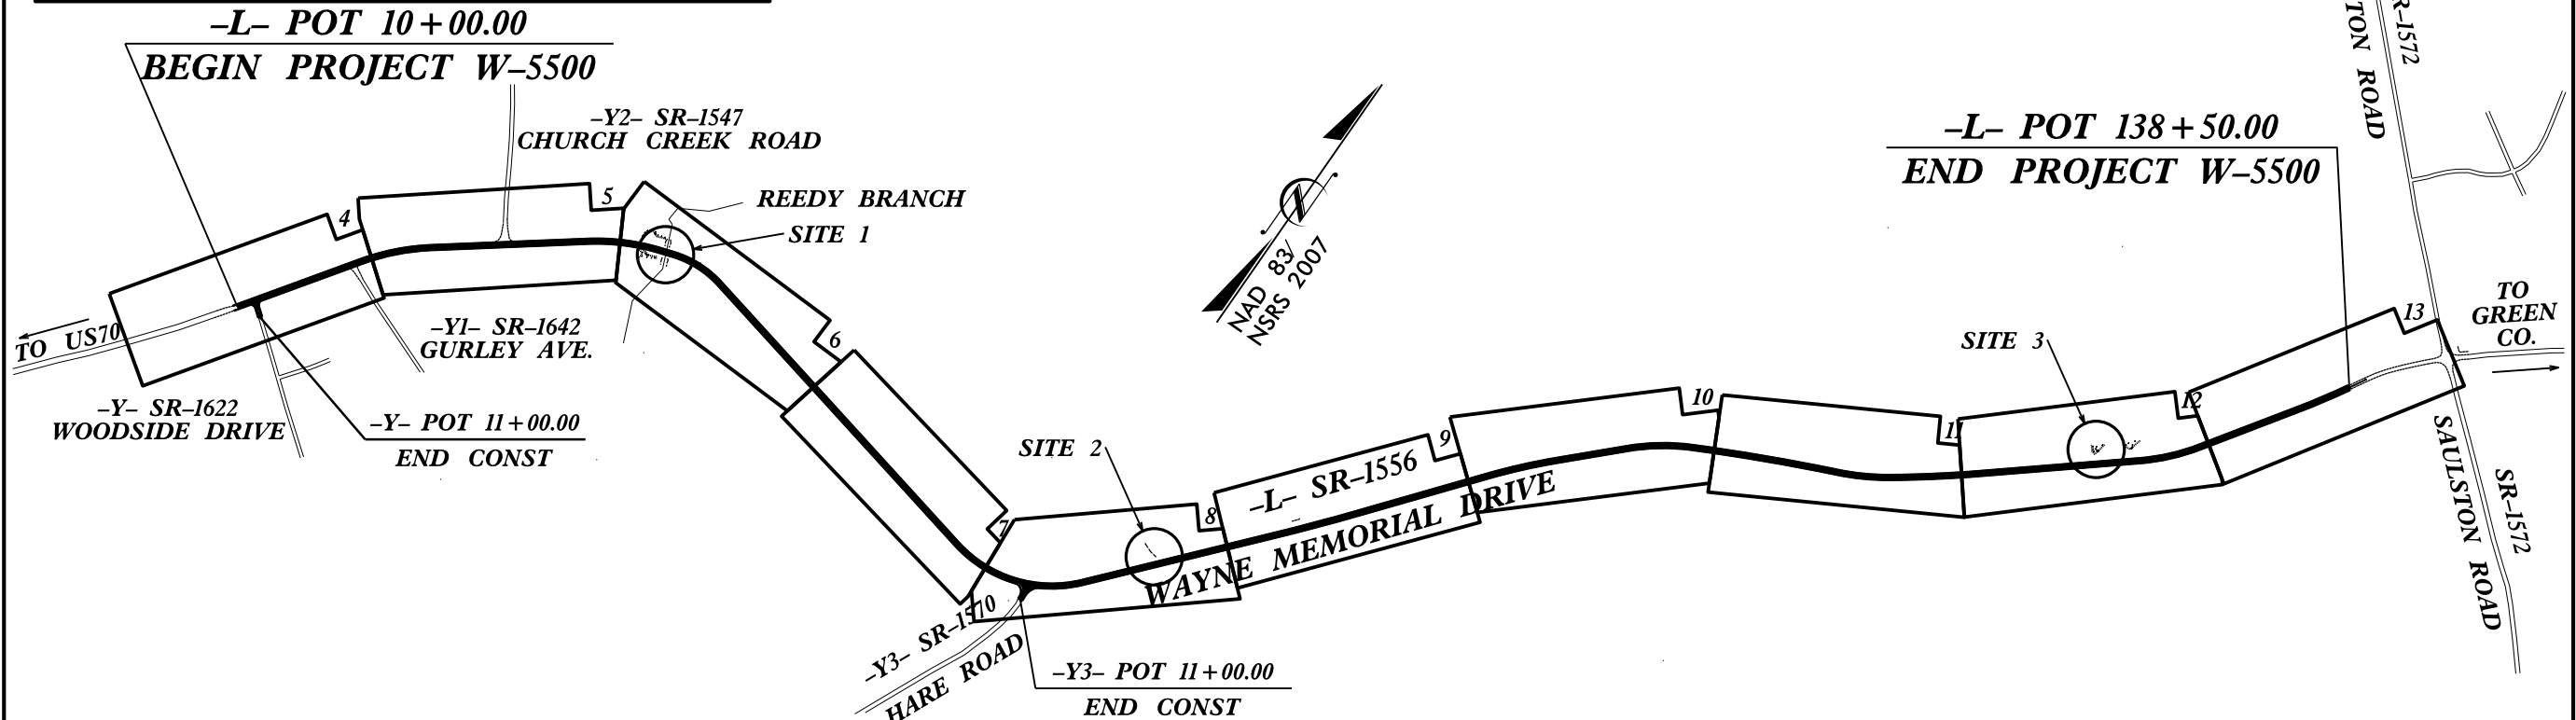 –L– POT 10+00.00
BEGIN PROJECT W–5500
–Y2– SR–1547
CHURCH CREEK ROAD
REEDY BRANCH
SITE 1
4
5
6
TO US70
–Y1– SR–1642
GURLEY AVE.
–Y– SR–1622
WOODSIDE DRIVE
–Y– POT 11+00.00
END CONST
NAD 83/
NSRS 2007
–L– POT 138+50.00
END PROJECT W–5500
TON ROAD
R–1572
TO
GREEN
CO.
SITE 3
13
12
11
10
9
SITE 2
8
7
–L– SR–1556
WAYNE MEMORIAL DRIVE
–Y3– SR–1570
HARE ROAD
–Y3– POT 11+00.00
END CONST
SAULSTON ROAD
SR–1572